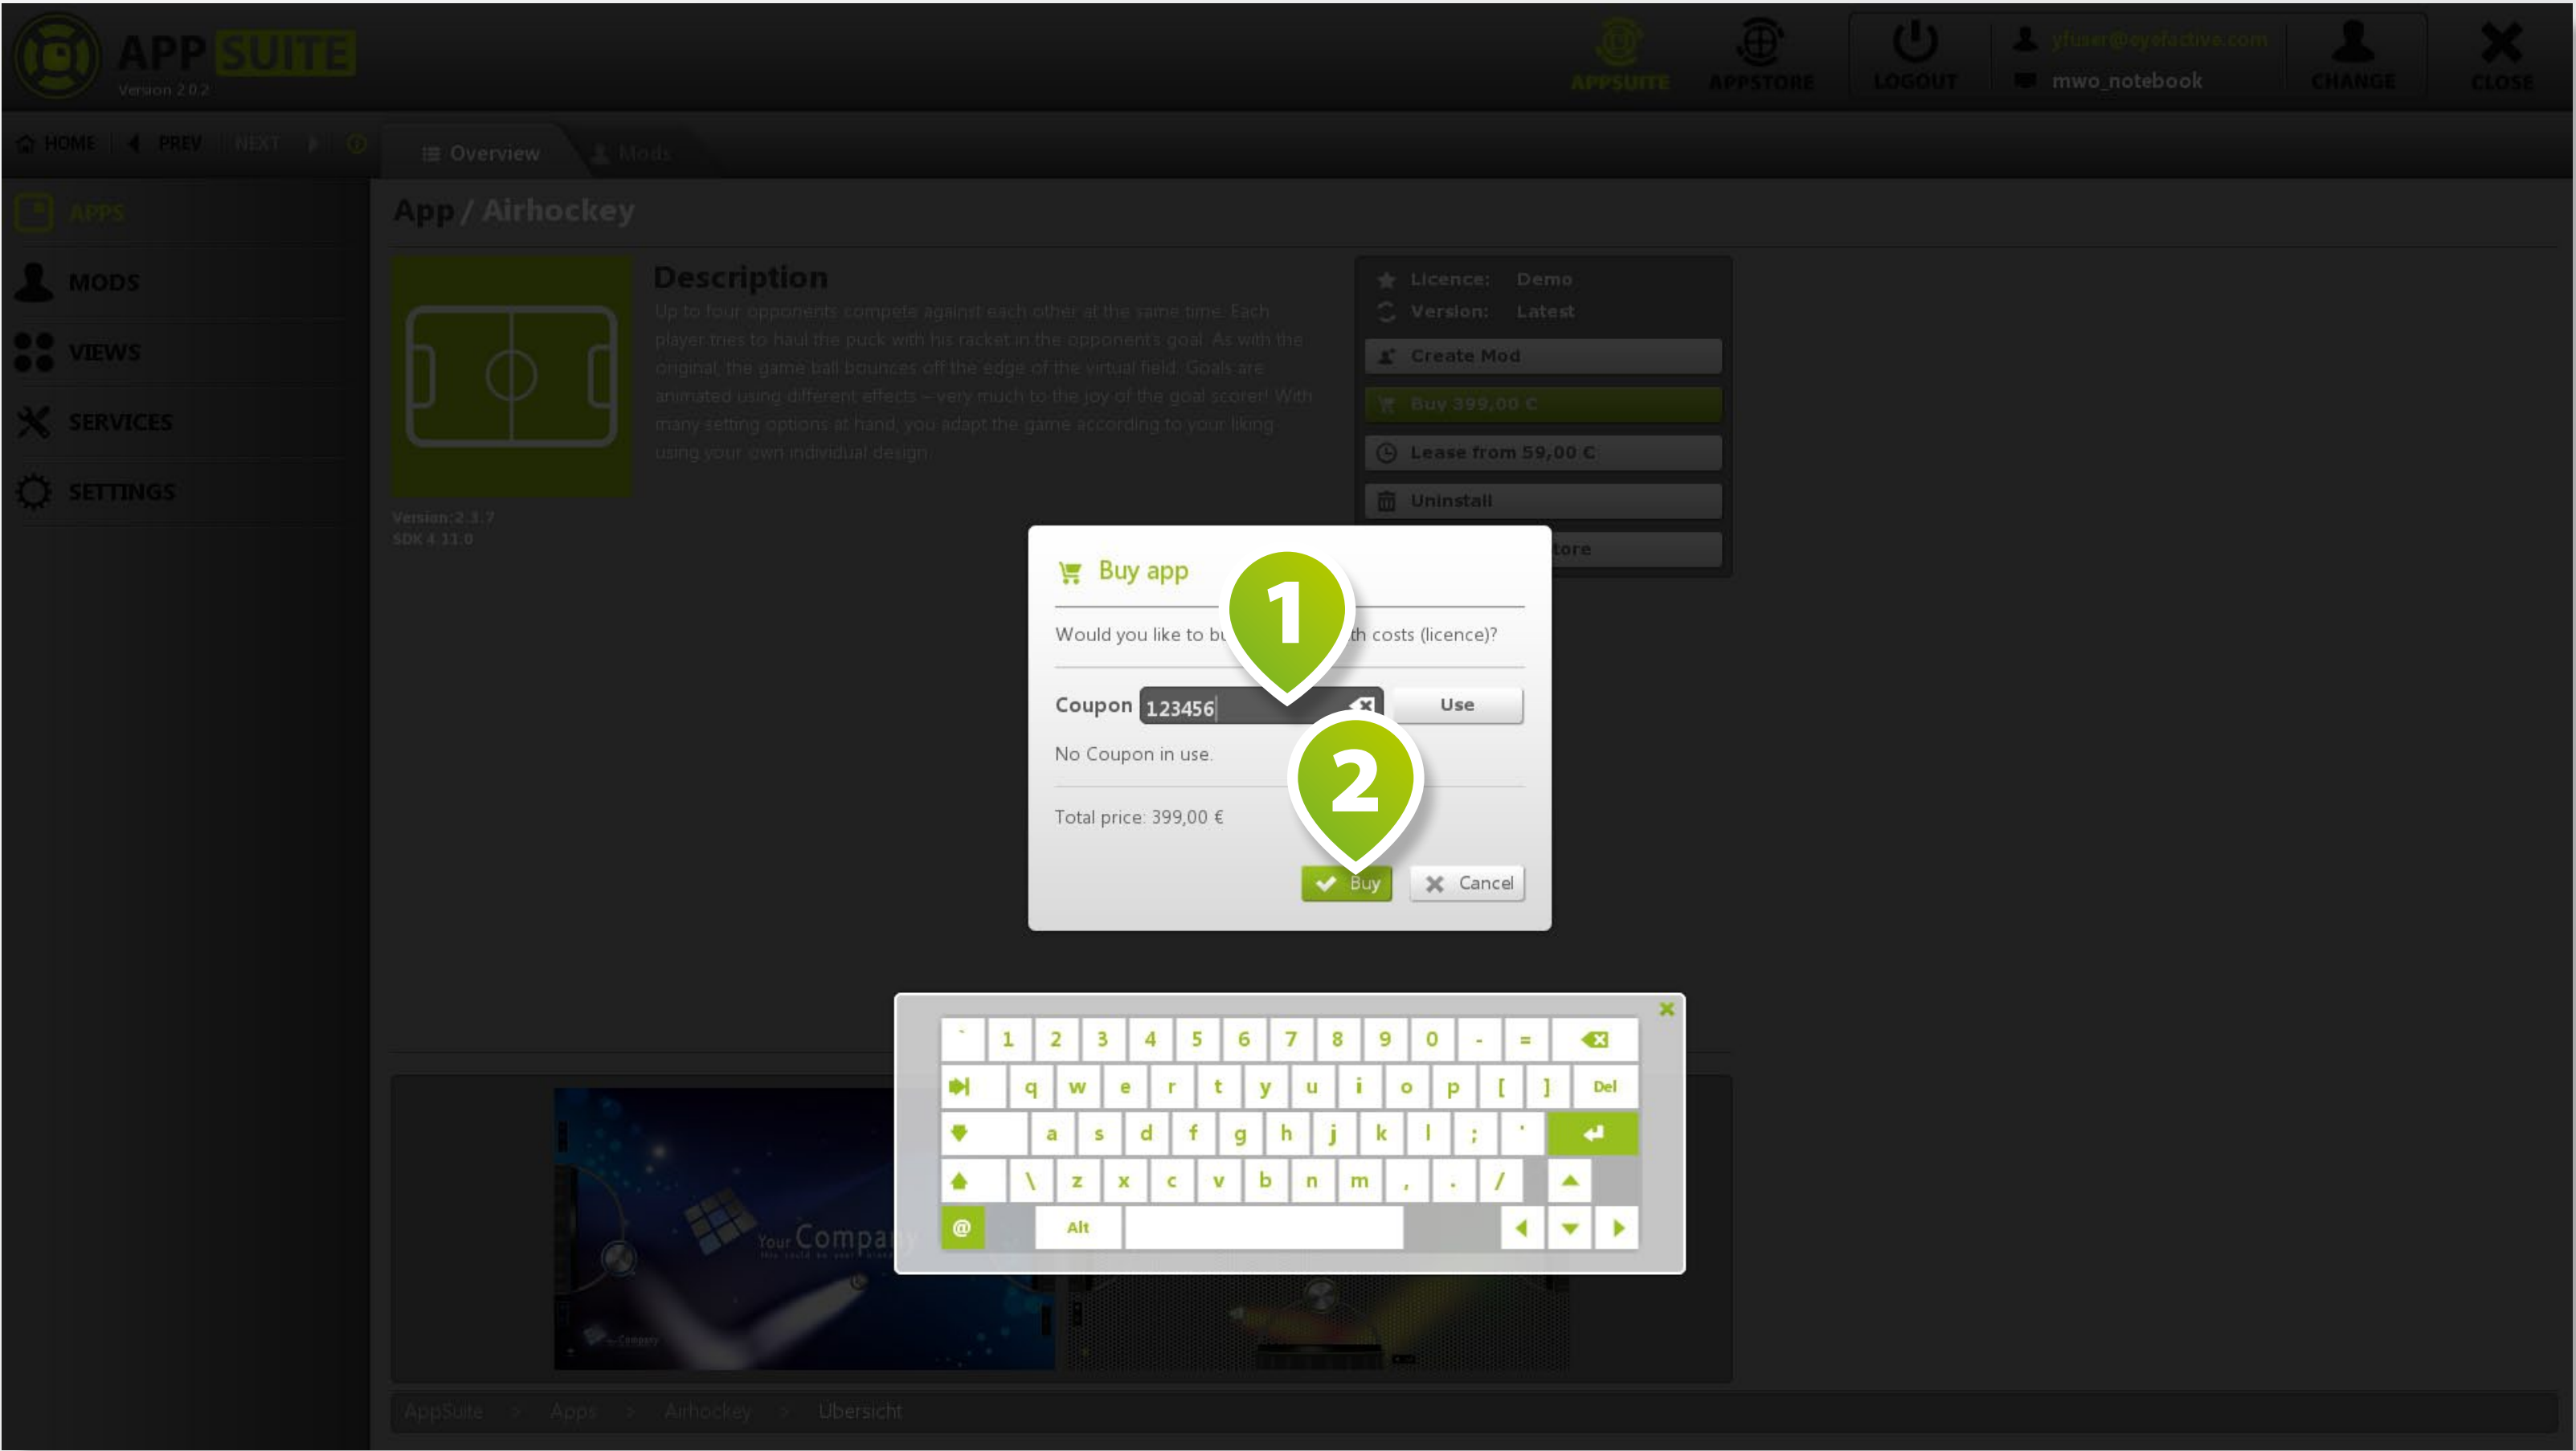 APP SUITE
Version 2.0.2
APPSUITE
APPSTORE
LOGOUT
yfuser@eyefactive.com
mwo_notebook
CHANGE
CLOSE
HOME
PREV
NEXT
Overview
Mods
APPS
MODS
VIEWS
SERVICES
SETTINGS
App / Airhockey
Version:2.3.7
SDK 4.11.0
Description
Up to four opponents compete against each other at the same time. Each
player tries to haul the puck with his racket in the opponent's goal. As with the
original, the game ball bounces off the edge of the virtual field. Goals are
animated using different effects – very much to the joy of the goal scorer! With
many setting options at hand, you adapt the game according to your liking
using your own individual design.
Licence: Demo
Version: Latest
Create Mod
Buy 399,00 €
Lease from 59,00 €
Uninstall
tore
Buy app
1
Would you like to bu th costs (licence)?
Coupon 123456 Use
No Coupon in use.
2
Total price: 399,00 €
Buy Cancel
` 1 2 3 4 5 6 7 8 9 0 - =
q w e r t y u i o p [ ] Del
a s d f g h j k l ; '
\ z x c v b n m , . /
@ Alt
Your Compa
Company
AppSuite > Apps > Airhockey > Übersicht